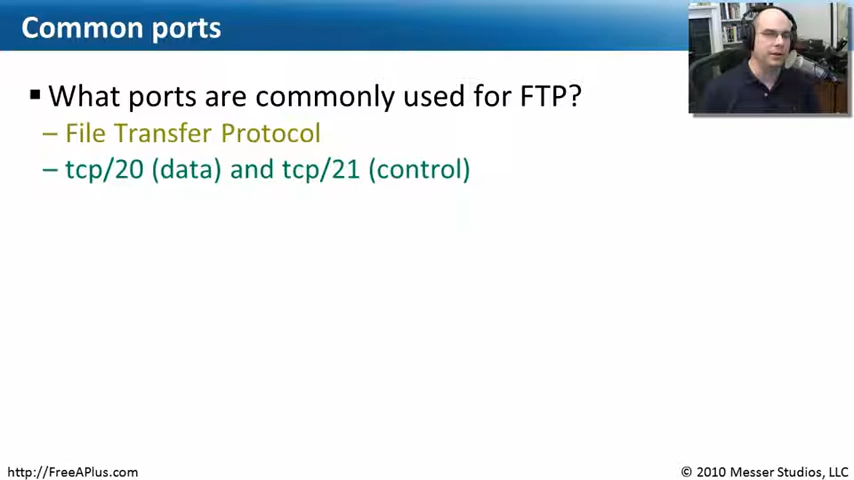 Common ports
▪ What ports are commonly used for FTP?
– File Transfer Protocol
– tcp/20 (data) and tcp/21 (control)
http://FreeAPlus.com
© 2010 Messer Studios, LLC